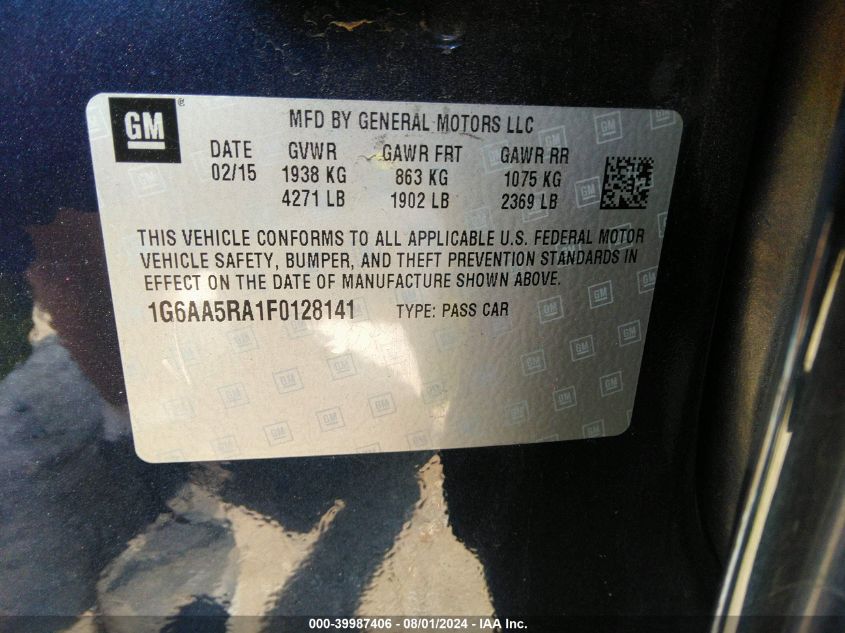 GM ®
MFD BY GENERAL MOTORS LLC
DATE GVWR GAWR FRT GAWR RR
02/15 1938 KG 863 KG 1075 KG
4271 LB 1902 LB 2369 LB
THIS VEHICLE CONFORMS TO ALL APPLICABLE U.S. FEDERAL MOTOR
VEHICLE SAFETY, BUMPER, AND THEFT PREVENTION STANDARDS IN
EFFECT ON THE DATE OF MANUFACTURE SHOWN ABOVE.
1G6AA5RA1F0128141 TYPE: PASS CAR
000-39987406 - 08/01/2024 - IAA Inc.